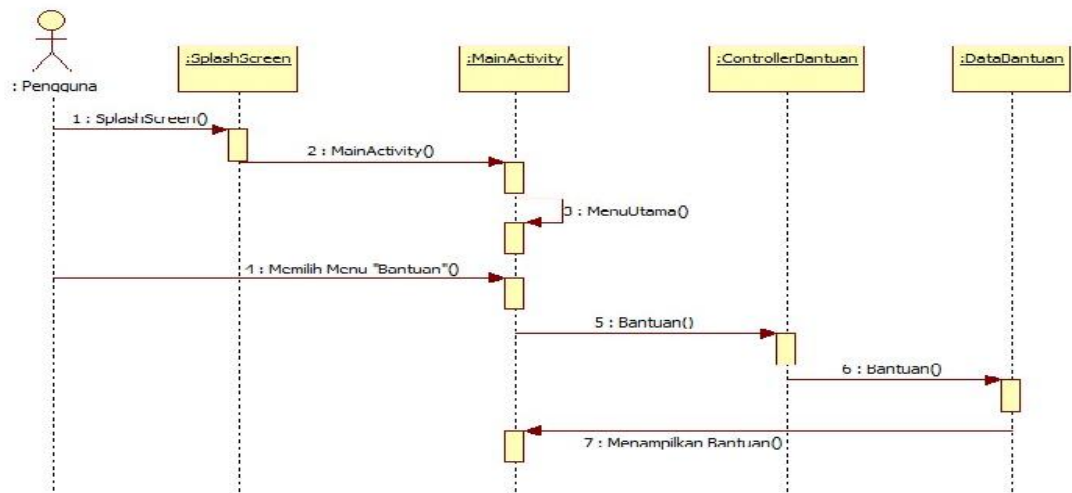 : Pengguna
:SplashScreen
:MainActivity
:ControllerBantuan
:DataBantuan
1 : SplashScreen()
2 : MainActivity()
3 : MenuUtama()
4 : Memilih Menu "Bantuan"()
5 : Bantuan()
6 : Bantuan()
7 : Menampilkan Bantuan()